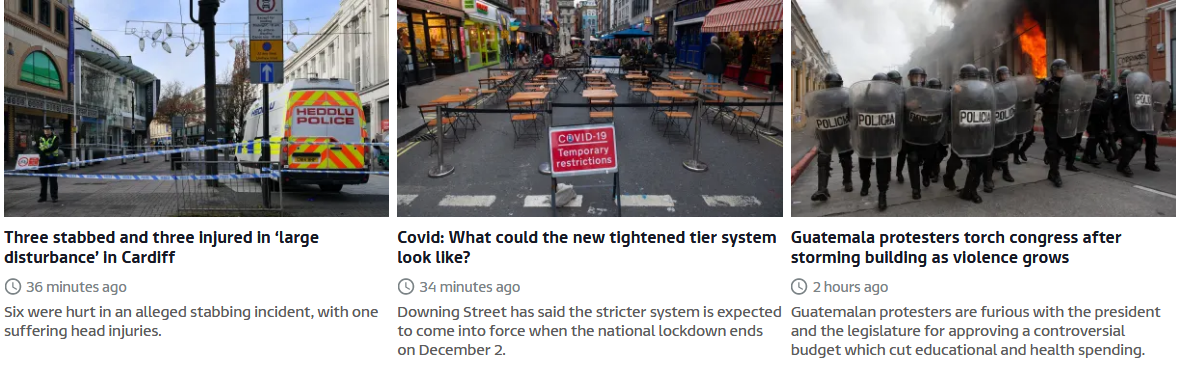 HEDDLU
POLICE
COVID-19
Temporary
restrictions
POLICIA
POLICIA
POLICIA
POLICIA
Three stabbed and three injured in ‘large
disturbance’ in Cardiff
36 minutes ago
Six were hurt in an alleged stabbing incident, with one
suffering head injuries.
Covid: What could the new tightened tier system
look like?
34 minutes ago
Downing Street has said the stricter system is expected
to come into force when the national lockdown ends
on December 2.
Guatemala protesters torch congress after
storming building as violence grows
2 hours ago
Guatemalan protesters are furious with the president
and the legislature for approving a controversial
budget which cut educational and health spending.